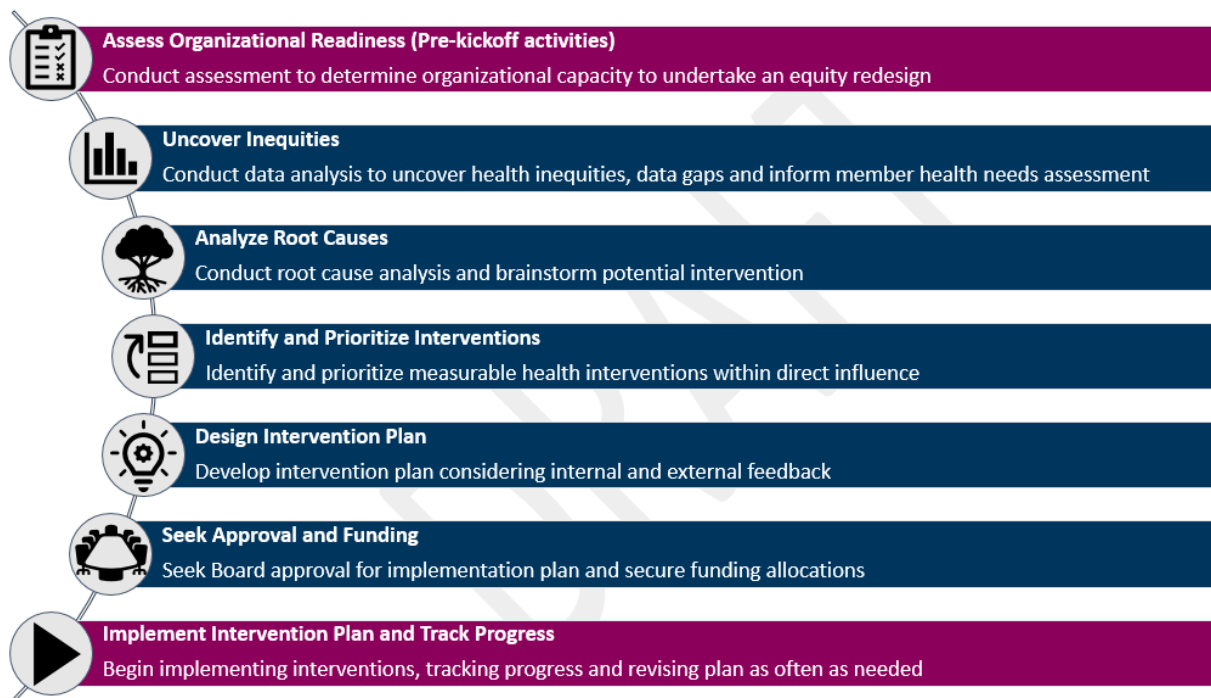 Assess Organizational Readiness (Pre-kickoff activities)
Conduct assessment to determine organizational capacity to undertake an equity redesign
Uncover Inequities
Conduct data analysis to uncover health inequities, data gaps and inform member health needs assessment
Analyze Root Causes
Conduct root cause analysis and brainstorm potential intervention
Identify and Prioritize Interventions
Identify and prioritize measurable health interventions within direct influence
Design Intervention Plan
Develop intervention plan considering internal and external feedback
Seek Approval and Funding
Seek Board approval for implementation plan and secure funding allocations
Implement Intervention Plan and Track Progress
Begin implementing interventions, tracking progress and revising plan as often as needed
DRAFT